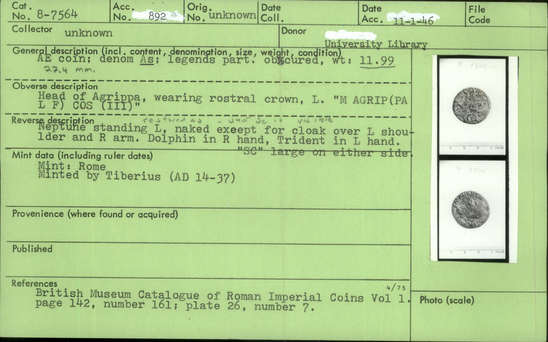 Cat. No. 8-7564 Acc. No. 892 Orig. No. unknown Date Coll. Date Acc. 11-1-46 File Code
Collector unknown Donor University Library
General description (incl. content, denomination, size, weight, condition)
AE coin; denom As; legends part. obscured, wt: 11.99
27.4 mm.
Obverse description
Head of Agrippa, wearing rostral crown, L. "M AGRIP(PA
L F) COS (III)"
Reverse description
Neptune standing L, naked exeept for cloak over L shou-
lder and R arm. Dolphin in R hand, Trident in L hand.
"SC" large on either side.
Mint data (including ruler dates)
Mint: Rome
Minted by Tiberius (AD 14-37)
Provenience (where found or acquired)
Published
References 4/73
British Museum Catalogue of Roman Imperial Coins Vol 1.
page 142, number 161; plate 26, number 7.
Photo (scale)